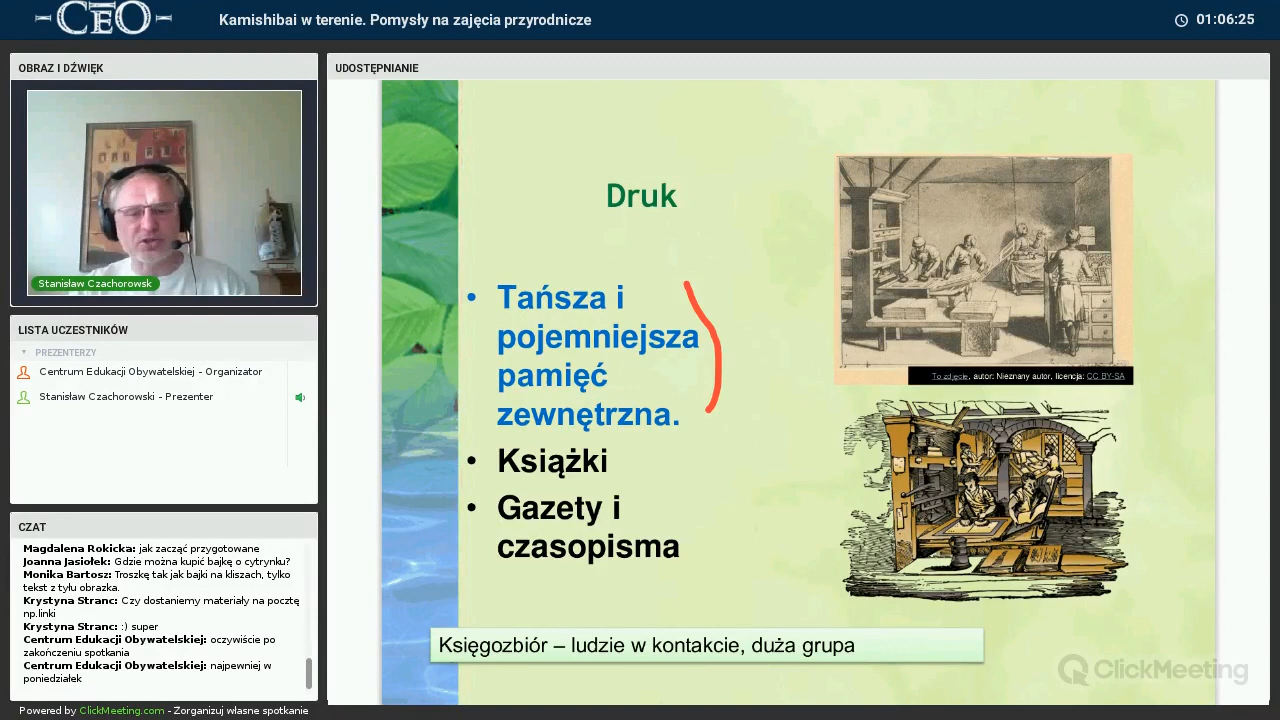 CEO
Kamishibai w terenie. Pomysły na zajęcia przyrodnicze
01:06:25
OBRAZ I DŹWIĘK
Stanisław Czachorowsk
LISTA UCZESTNIKÓW
PREZENTERZY
Centrum Edukacji Obywatelskiej - Organizator
Stanisław Czachorowski - Prezenter
CZAT
Magdalena Rokicka: jak zacząć przygotowane
Joanna Jasiołek: Gdzie można kupić bajkę o cytrynku?
Monika Bartosz: Troszkę tak jak bajki na kliszach, tylko
tekst z tyłu obrazka.
Krystyna Stranc: Czy dostaniemy materiały na pocztę
np.linki
Krystyna Stranc: :) super
Centrum Edukacji Obywatelskiej: oczywiście po
zakończeniu spotkania
Centrum Edukacji Obywatelskiej: najpewniej w
poniedziałek
Powered by ClickMeeting.com - Zorganizuj własne spotkanie
UDOSTĘPNIANIE
Druk
• Tańsza i
pojemniejsza
pamięć
zewnętrzna.
• Książki
• Gazety i
czasopisma
To zdjęcie, autor: Nieznany autor, licencja: CC BY-SA
Księgozbiór – ludzie w kontakcie, duża grupa
ClickMeeting